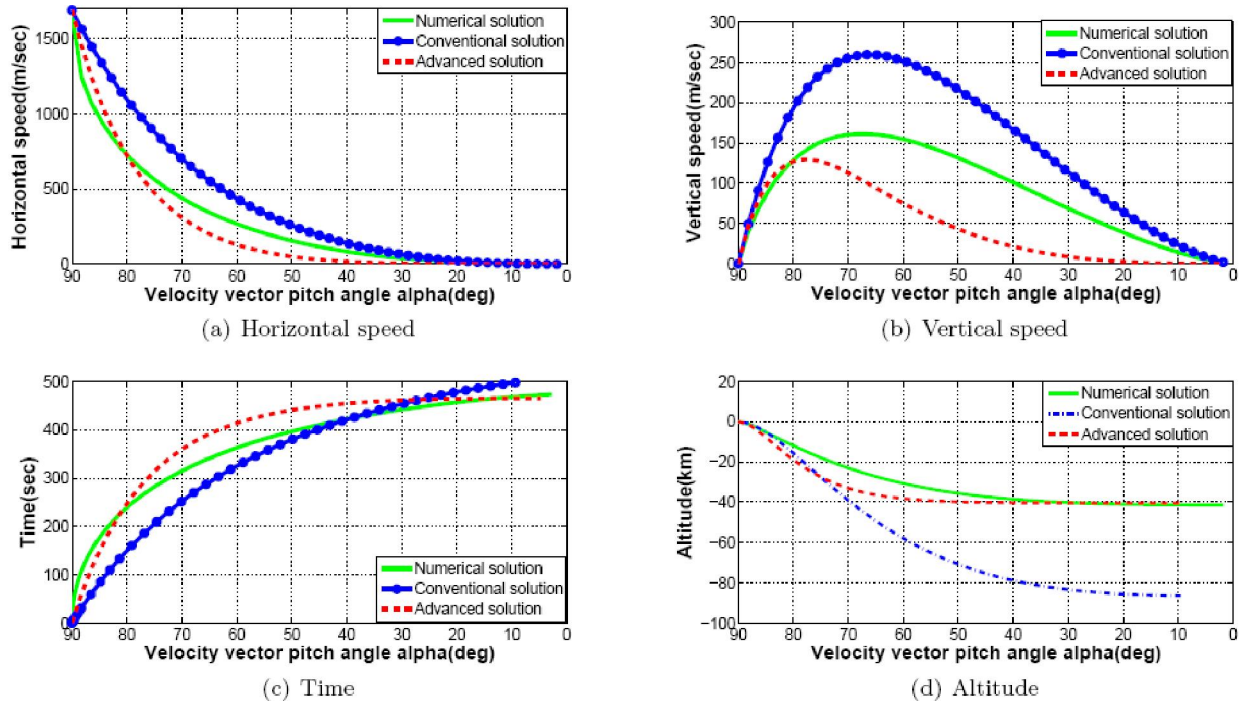 Horizontal speed(m/sec)
1500
1000
500
0
Numerical solution
Conventional solution
Advanced solution
90 80 70 60 50 40 30 20 10 0
Velocity vector pitch angle alpha(deg)
(a) Horizontal speed
Vertical speed(m/sec)
300
250
200
150
100
50
0
Numerical solution
Conventional solution
Advanced solution
90 80 70 60 50 40 30 20 10 0
Velocity vector pitch angle alpha(deg)
(b) Vertical speed
Time(sec)
500
400
300
200
100
0
Numerical solution
Conventional solution
Advanced solution
90 80 70 60 50 40 30 20 10 0
Velocity vector pitch angle alpha(deg)
(c) Time
Altitude(km)
20
0
−20
−40
−60
−80
−100
Numerical solution
Conventional solution
Advanced solution
90 80 70 60 50 40 30 20 10 0
Velocity vector pitch angle alpha(deg)
(d) Altitude